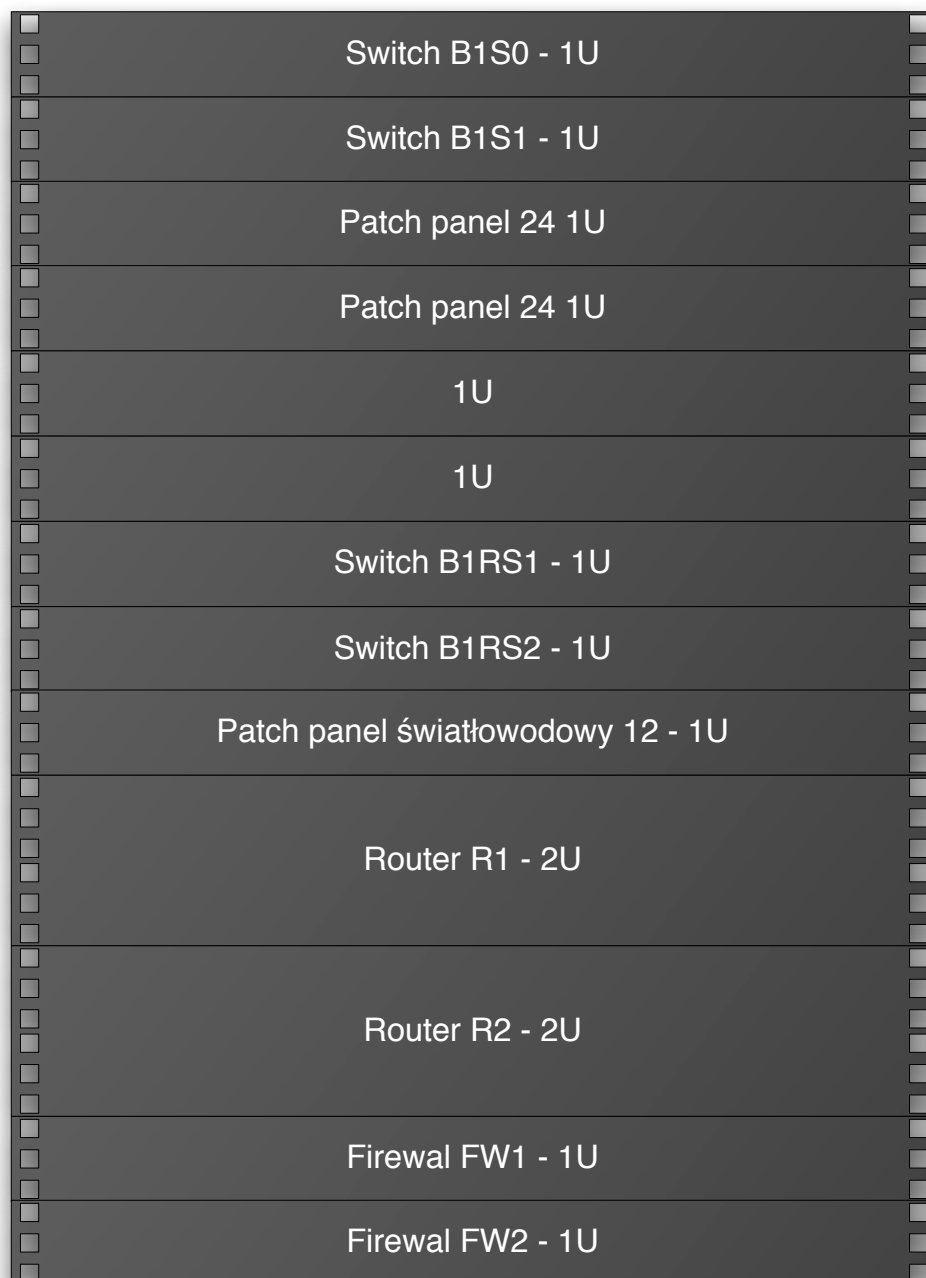 Switch B1S0 - 1U
Switch B1S1 - 1U
Patch panel 24 1U
Patch panel 24 1U
1U
1U
Switch B1RS1 - 1U
Switch B1RS2 - 1U
Patch panel światłowodowy 12 - 1U
Router R1 - 2U
Router R2 - 2U
Firewal FW1 - 1U
Firewal FW2 - 1U